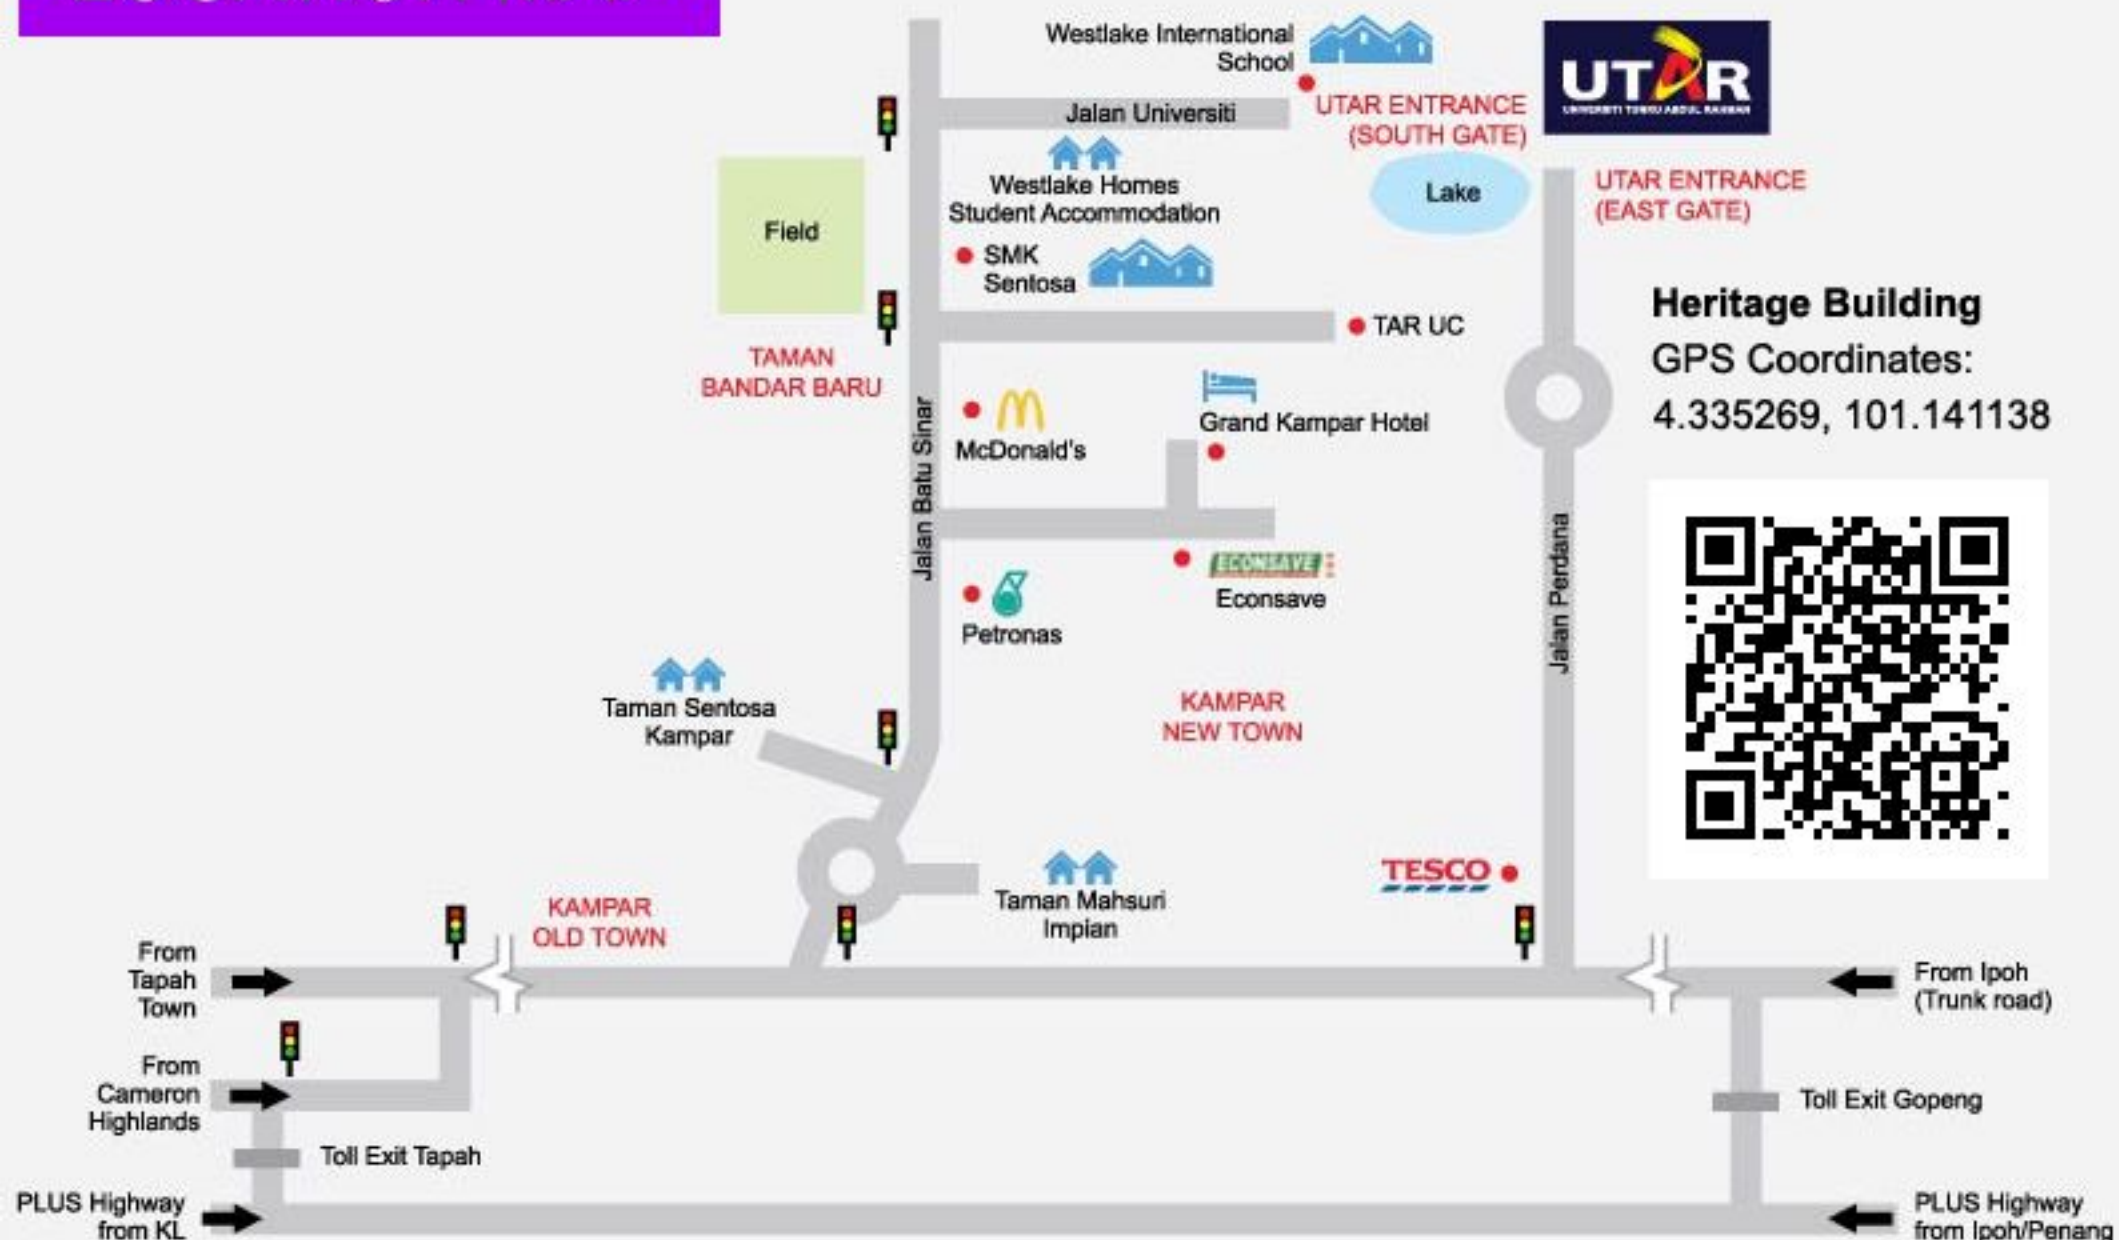 Westlake International
School
UTAR
UNIVERSITI TUNKU ABDUL RAHMAN
Jalan Universiti
UTAR ENTRANCE
(SOUTH GATE)
Westlake Homes
Student Accommodation
Lake
UTAR ENTRANCE
(EAST GATE)
Field
SMK
Sentosa
Heritage Building
GPS Coordinates:
4.335269, 101.141138
TAR UC
TAMAN
BANDAR BARU
McDonald's
Grand Kampar Hotel
Jalan Batu Sinar
ECONSAVE
Econsave
Petronas
Jalan Perdana
Taman Sentosa
Kampar
KAMPAR
NEW TOWN
TESCO
Taman Mahsuri
Impian
KAMPAR
OLD TOWN
From
Tapah
Town
From Ipoh
(Trunk road)
From
Cameron
Highlands
Toll Exit Gopeng
Toll Exit Tapah
PLUS Highway
from KL
PLUS Highway
from Ipoh/Penang